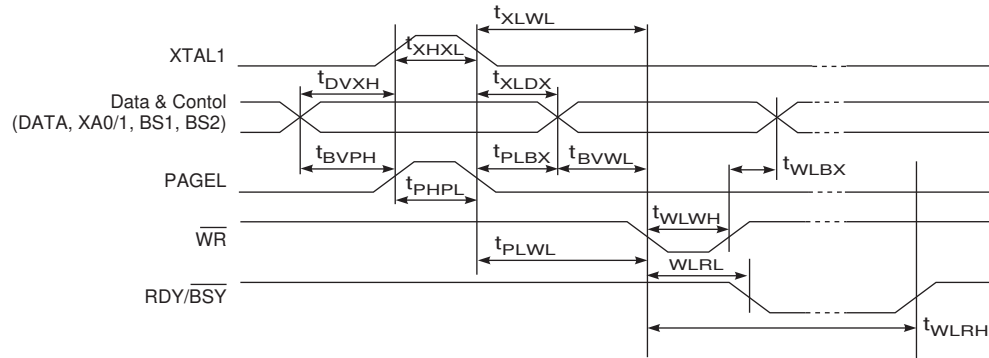 tXLWL
XTAL1
tXHXL
tDVXH
tXLDX
Data & Contol
(DATA, XA0/1, BS1, BS2)
tBVPH
tPLBX
tBVWL
tWLBX
PAGEL
tPHPL
WR
tWLWH
tPLWL
WLRL
RDY/BSY
tWLRH